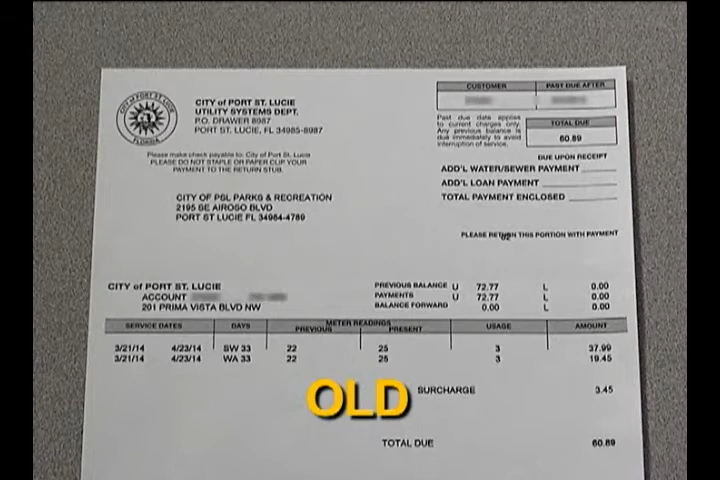 CITY of PORT ST. LUCIE
FLORIDA
CITY of PORT ST. LUCIE
UTILITY SYSTEMS DEPT.
P.O. DRAWER 8987
PORT ST. LUCIE, FL 34985-8987
Please make check payable to: City of Port St. Lucie
PLEASE DO NOT STAPLE OR PAPER CLIP YOUR
PAYMENT TO THE RETURN STUB.
CITY OF PSL PARKS & RECREATION
2195 SE AIROSO BLVD
PORT ST LUCIE FL 34984-4789
CUSTOMER PAST DUE AFTER
Past due date applies
to current charges only.
Any previous balance is
due immediately to avoid
interruption of service.
TOTAL DUE
60.89
DUE UPON RECEIPT
ADD'L WATER/SEWER PAYMENT
ADD'L LOAN PAYMENT
TOTAL PAYMENT ENCLOSED
PLEASE RETURN THIS PORTION WITH PAYMENT
CITY of PORT ST. LUCIE
ACCOUNT
201 PRIMA VISTA BLVD NW
PREVIOUS BALANCE U 72.77 L 0.00
PAYMENTS U 72.77 L 0.00
BALANCE FORWARD 0.00 L 0.00
SERVICE DATES DAYS METER READINGS PREVIOUS PRESENT USAGE AMOUNT
3/21/14 4/23/14 SW 33 22 25 3 37.99
3/21/14 4/23/14 WA 33 22 25 3 19.45
OLD
SURCHARGE 3.45
TOTAL DUE 60.89